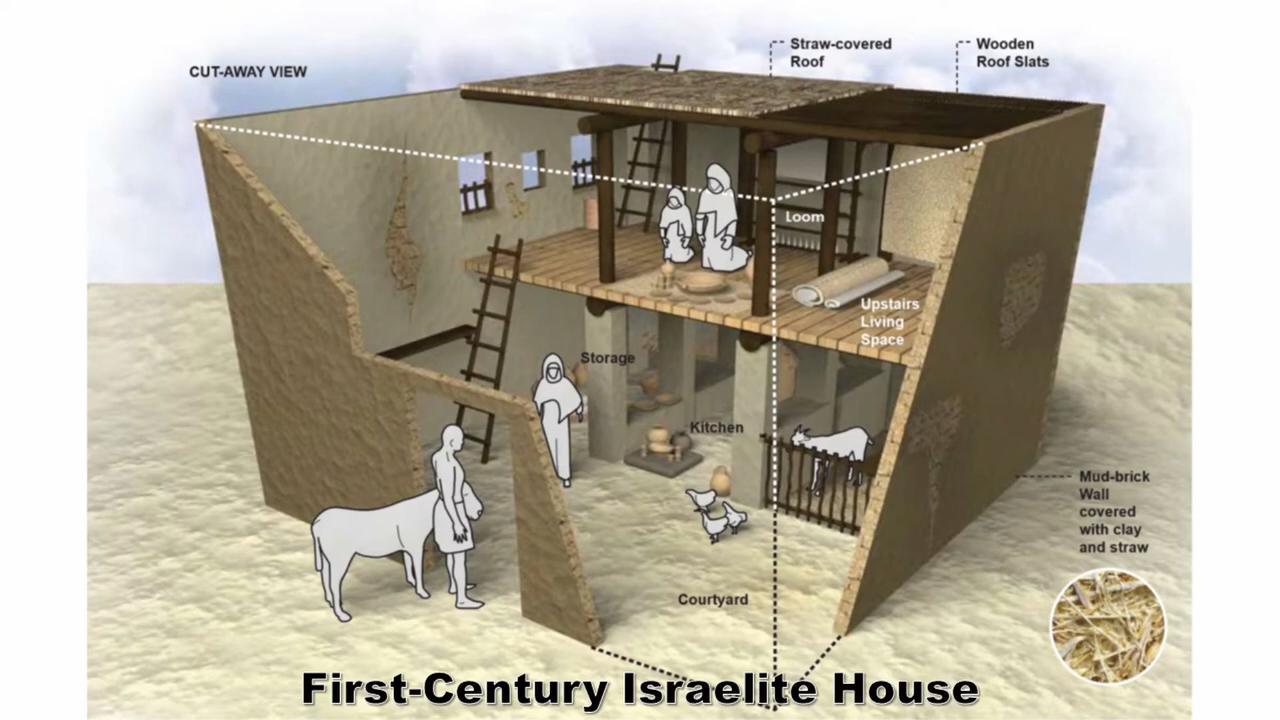 CUT-AWAY VIEW
Straw-covered
Roof
Wooden
Roof Slats
Loom
Upstairs
Living
Space
Storage
Kitchen
Mud-brick
Wall
covered
with clay
and straw
Courtyard
First-Century Israelite House